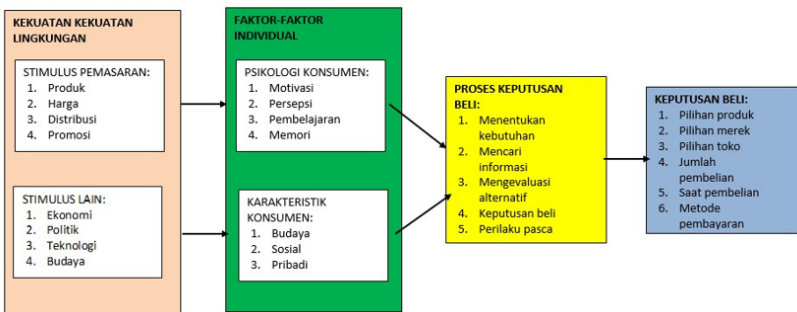 KEKUATAN KEKUATAN
LINGKUNGAN
STIMULUS PEMASARAN:
1. Produk
2. Harga
3. Distribusi
4. Promosi
STIMULUS LAIN:
1. Ekonomi
2. Politik
3. Teknologi
4. Budaya
FAKTOR-FAKTOR
INDIVIDUAL
PSIKOLOGI KONSUMEN:
1. Motivasi
2. Persepsi
3. Pembelajaran
4. Memori
KARAKTERISTIK
KONSUMEN:
1. Budaya
2. Sosial
3. Pribadi
PROSES KEPUTUSAN
BELI:
1. Menentukan
kebutuhan
2. Mencari
informasi
3. Mengevaluasi
alternatif
4. Keputusan beli
5. Perilaku pasca
KEPUTUSAN BELI:
1. Pilihan produk
2. Pilihan merek
3. Pilihan toko
4. Jumlah
pembelian
5. Saat pembelian
6. Metode
pembayaran